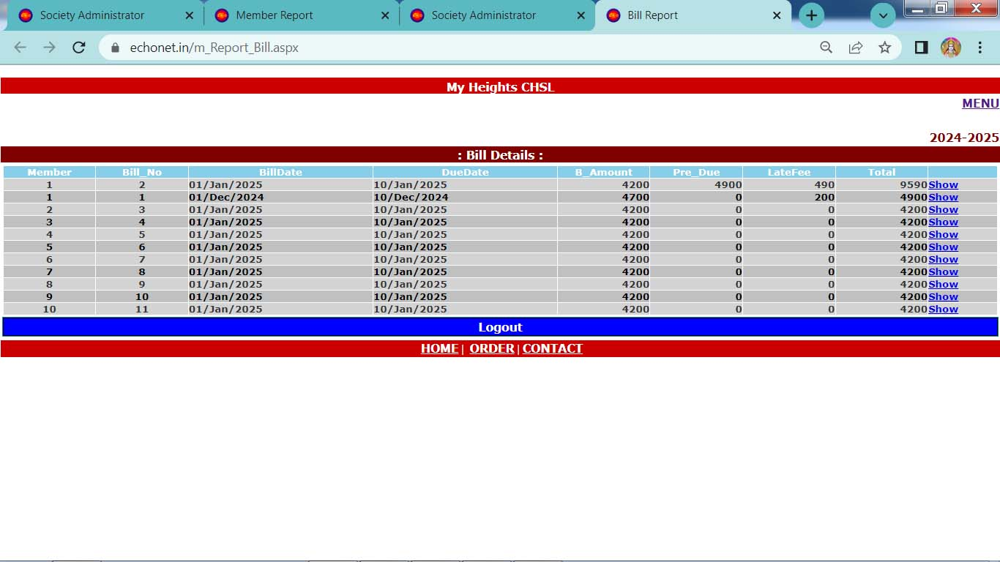 Society Administrator Member Report Society Administrator Bill Report
echonet.in/m_Report_Bill.aspx
My Heights CHSL
MENU
2024-2025
: Bill Details :
Member Bill_No BillDate DueDate B_Amount Pre_Due LateFee Total
1 2 01/Jan/2025 10/Jan/2025 4200 4900 490 9590 Show
1 1 01/Dec/2024 10/Dec/2024 4700 0 200 4900 Show
2 3 01/Jan/2025 10/Jan/2025 4200 0 0 4200 Show
3 4 01/Jan/2025 10/Jan/2025 4200 0 0 4200 Show
4 5 01/Jan/2025 10/Jan/2025 4200 0 0 4200 Show
5 6 01/Jan/2025 10/Jan/2025 4200 0 0 4200 Show
6 7 01/Jan/2025 10/Jan/2025 4200 0 0 4200 Show
7 8 01/Jan/2025 10/Jan/2025 4200 0 0 4200 Show
8 9 01/Jan/2025 10/Jan/2025 4200 0 0 4200 Show
9 10 01/Jan/2025 10/Jan/2025 4200 0 0 4200 Show
10 11 01/Jan/2025 10/Jan/2025 4200 0 0 4200 Show
Logout
HOME | ORDER | CONTACT